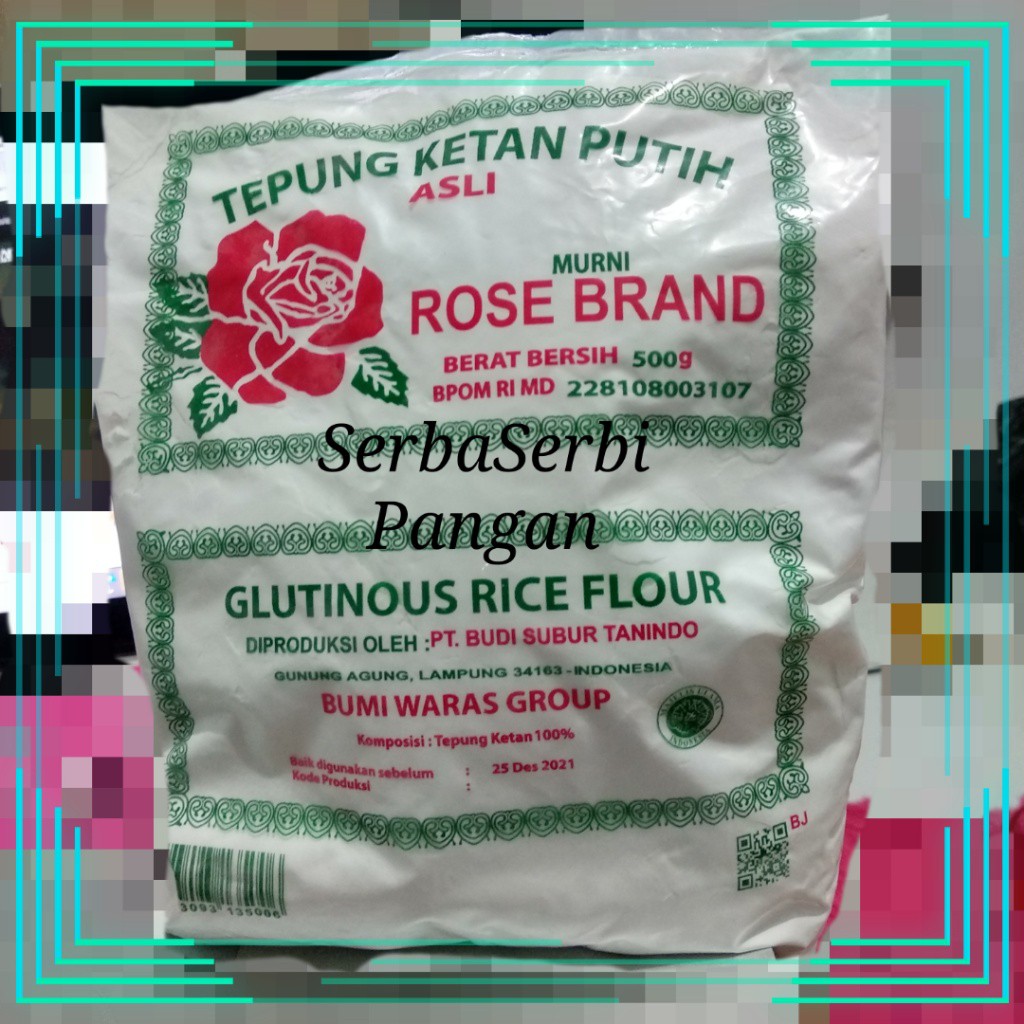 TEPUNG KETAN PUTIH
ASLI
MURNI
ROSE BRAND
BERAT BERSIH 500g
BPOM RI MD 228108003107
SerbaSerbi
Pangan
GLUTINOUS RICE FLOUR
DIPRODUKSI OLEH :PT. BUDI SUBUR TANINDO
GUNUNG AGUNG, LAMPUNG 34163-INDONESIA
BUMI WARAS GROUP
Komposisi : Tepung Ketan 100%
Baik digunakan sebelum : 25 Des 2021
Kode Produksi :
BJ
3093 135006